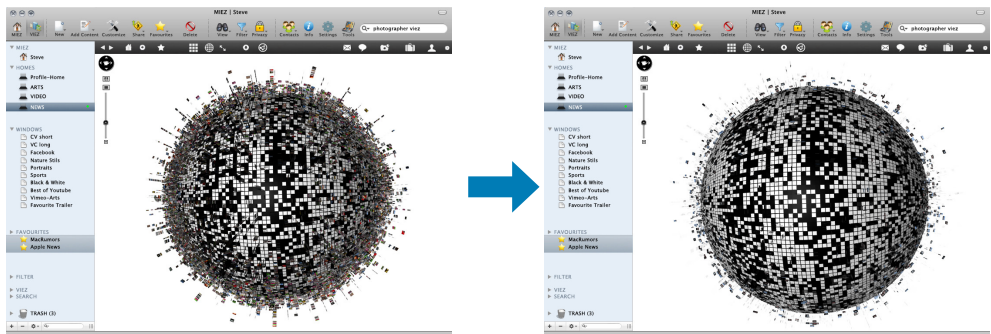 MIEZ | Steve
MIEZ VIEZ New Add Content Customize Share Favourites Delete View Filter Privacy Contacts Info Settings Tools
photographer viez
MIEZ
Steve
HOMES
Profile-Home
ARTS
VIDEO
NEWS
WINDOWS
CV short
VC long
Facebook
Nature Stils
Portraits
Sports
Black & White
Best of Youtube
Vimeo-Arts
Favourite Trailer
FAVOURITES
MacRumors
Apple News
FILTER
VIEZ
SEARCH
TRASH (3)
MIEZ | Steve
MIEZ VIEZ New Add Content Customize Share Favourites Delete View Filter Privacy Contacts Info Settings Tools
photographer viez
MIEZ
Steve
HOMES
Profile-Home
ARTS
VIDEO
NEWS
WINDOWS
CV short
VC long
Facebook
Nature Stils
Portraits
Sports
Black & White
Best of Youtube
Vimeo-Arts
Favourite Trailer
FAVOURITES
MacRumors
Apple News
FILTER
VIEZ
SEARCH
TRASH (3)